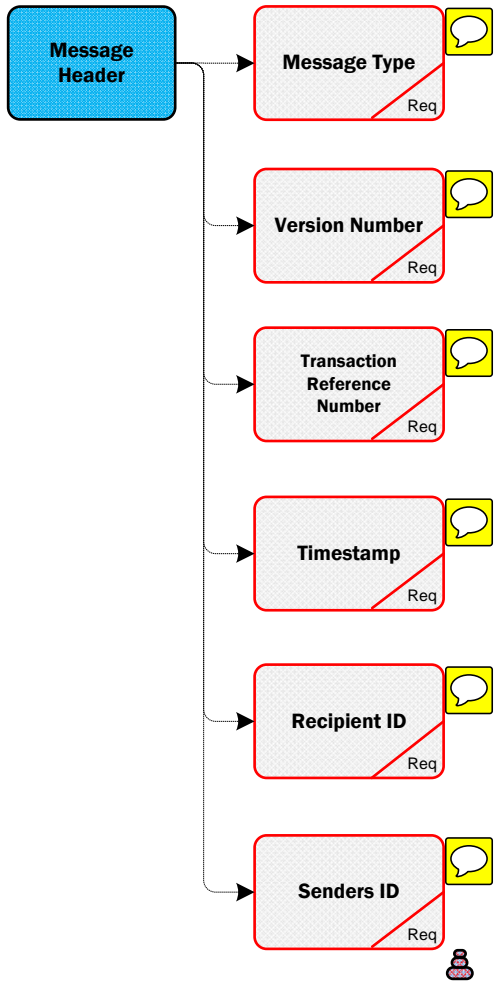 Message
Header
Message Type
Req
Version Number
Req
Transaction
Reference
Number
Req
Timestamp
Req
Recipient ID
Req
Senders ID
Req